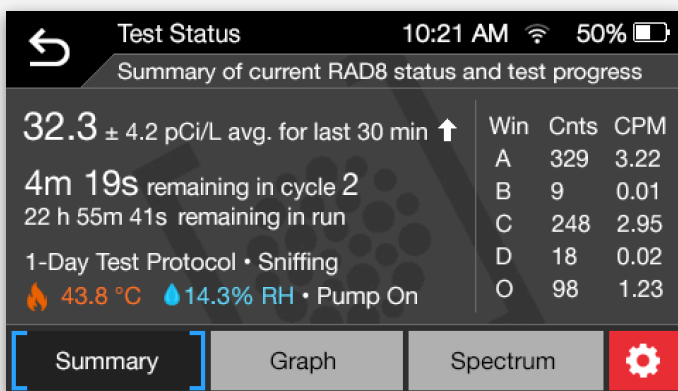 Test Status 10:21 AM 50%
Summary of current RAD8 status and test progress
32.3 ± 4.2 pCi/L avg. for last 30 min
4m 19s remaining in cycle 2
22 h 55m 41s remaining in run
1-Day Test Protocol • Sniffing
43.8 °C 14.3% RH • Pump On
Win Cnts CPM
A 329 3.22
B 9 0.01
C 248 2.95
D 18 0.02
O 98 1.23
Summary Graph Spectrum